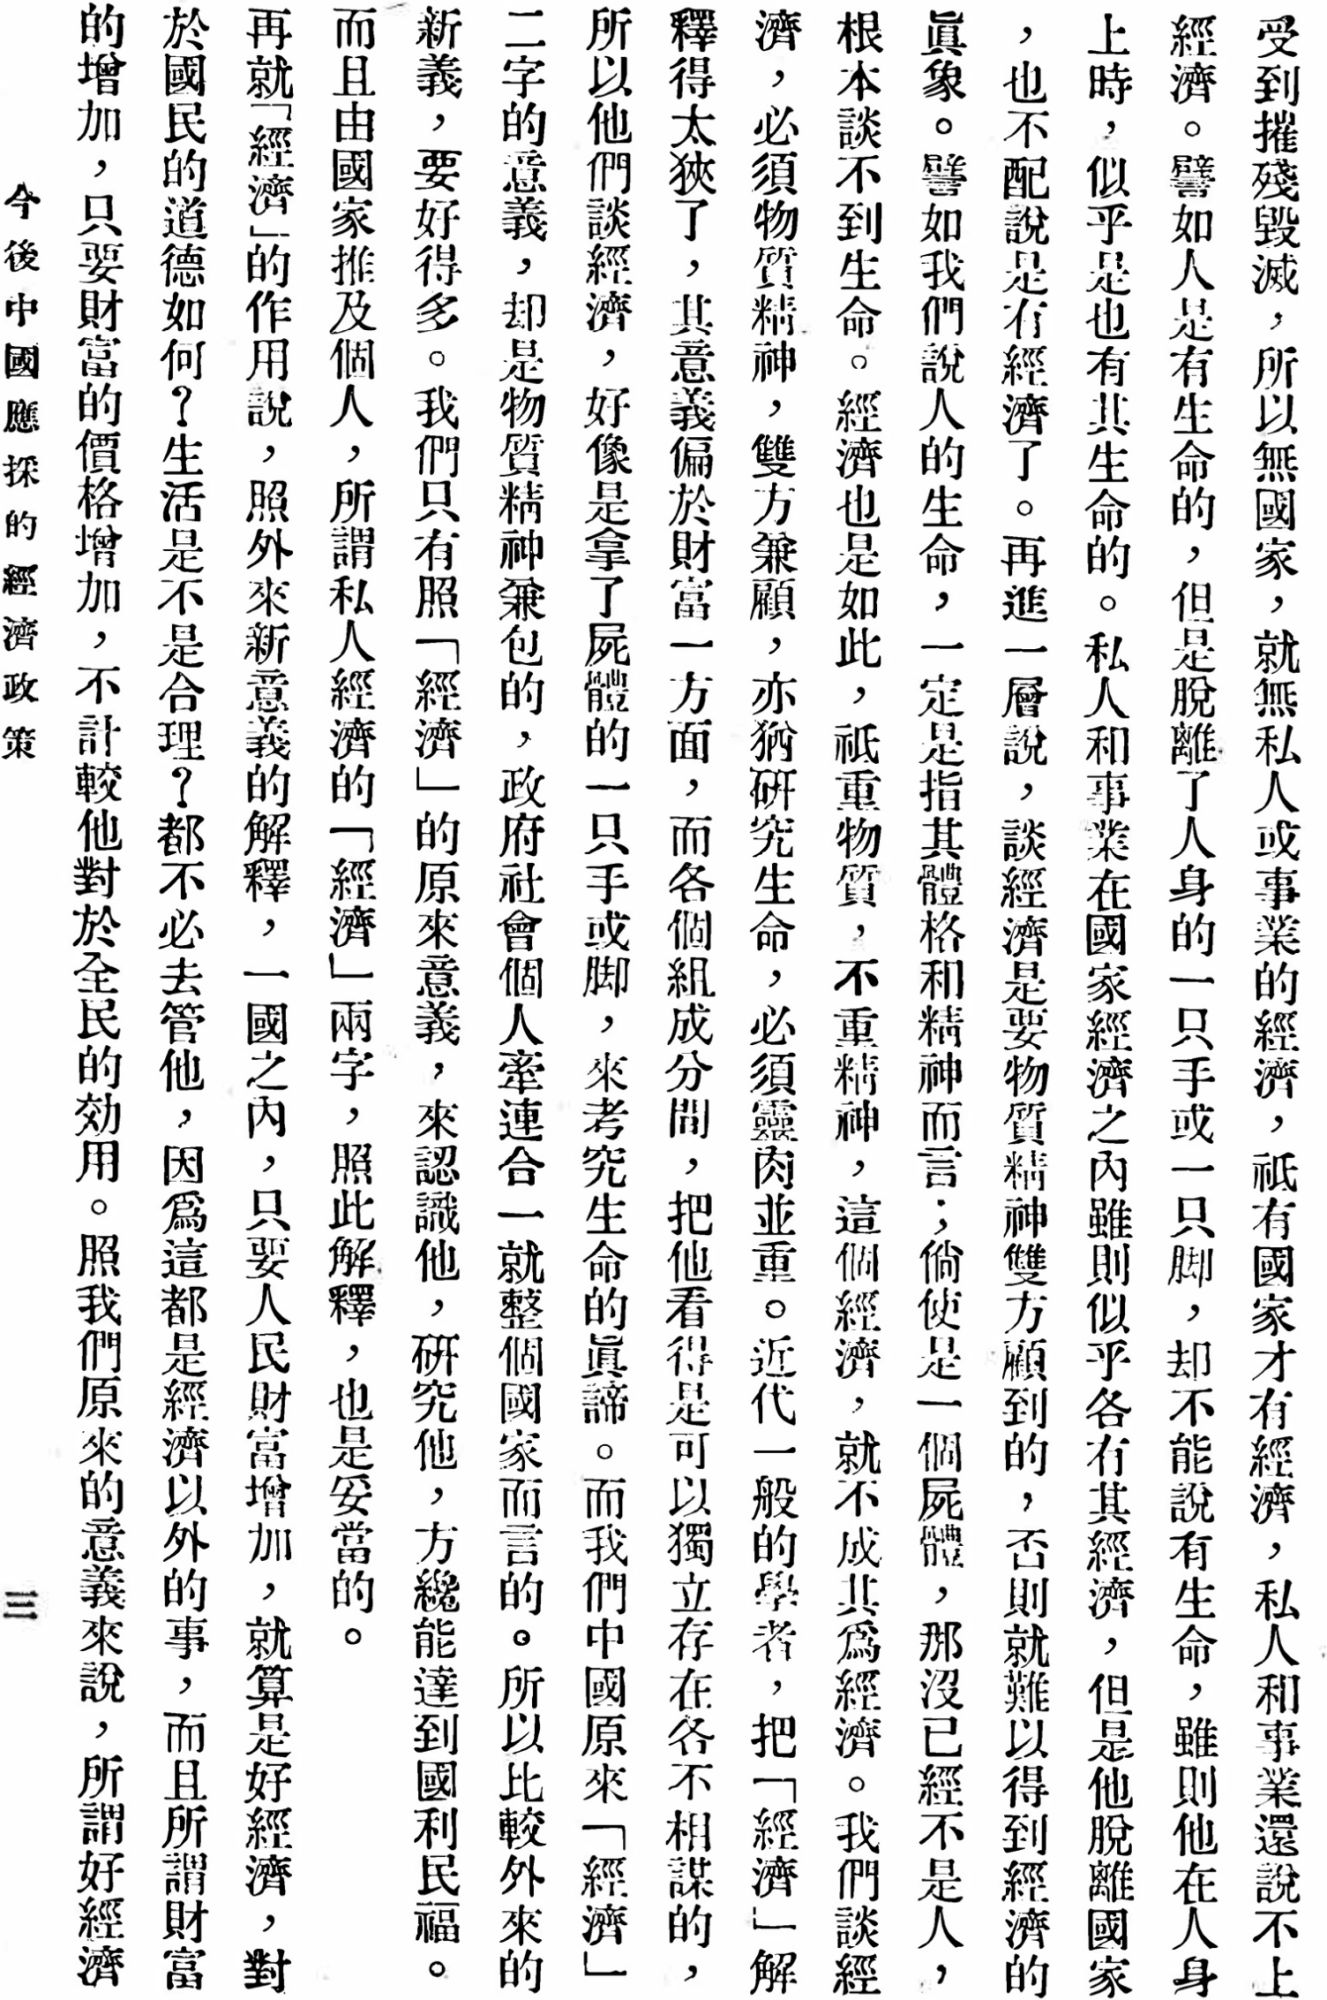 受到摧殘毀滅，所以無國家，就無私人或事業的經濟，祇有國家才有經濟，私人和事業還說不上
經濟。譬如人是有生命的，但是脫離了人身的一只手或一只脚，却不能說有生命，雖則他在人身
上時，似乎是也有其生命的。私人和事業在國家經濟之內雖則似乎各有其經濟，但是他脫離國家
，也不配說是有經濟了。再進一層說，談經濟是要物質精神雙方顧到的，否則就難以得到經濟的
眞象。譬如我們說人的生命，一定是指其體格和精神而言；倘使是一個屍體，那沒已經不是人，
根本談不到生命。經濟也是如此，祇重物質，不重精神，這個經濟，就不成其爲經濟。我們談經
濟，必須物質精神，雙方兼顧，亦猶研究生命，必須靈肉並重。近代一般的學者，把「經濟」解
釋得太狹了，其意義偏於財富一方面，而各個組成分間，把他看得是可以獨立存在各不相謀的，
所以他們談經濟，好像是拿了屍體的一只手或脚，來考究生命的眞諦。而我們中國原來「經濟」
二字的意義，却是物質精神兼包的，政府社會個人牽連合一就整個國家而言的。所以比較外來的
新義，要好得多。我們只有照「經濟」的原來意義，來認識他，研究他，方纔能達到國利民福。
而且由國家推及個人，所謂私人經濟的「經濟」兩字，照此解釋，也是妥當的。
再就「經濟」的作用說，照外來新意義的解釋，一國之內，只要人民財富增加，就算是好經濟，對
於國民的道德如何？生活是不是合理？都不必去管他，因爲這都是經濟以外的事，而且所謂財富
的增加，只要財富的價格增加，不計較他對於全民的効用。照我們原來的意義來說，所謂好經濟
今後中國應採的經濟政策
三